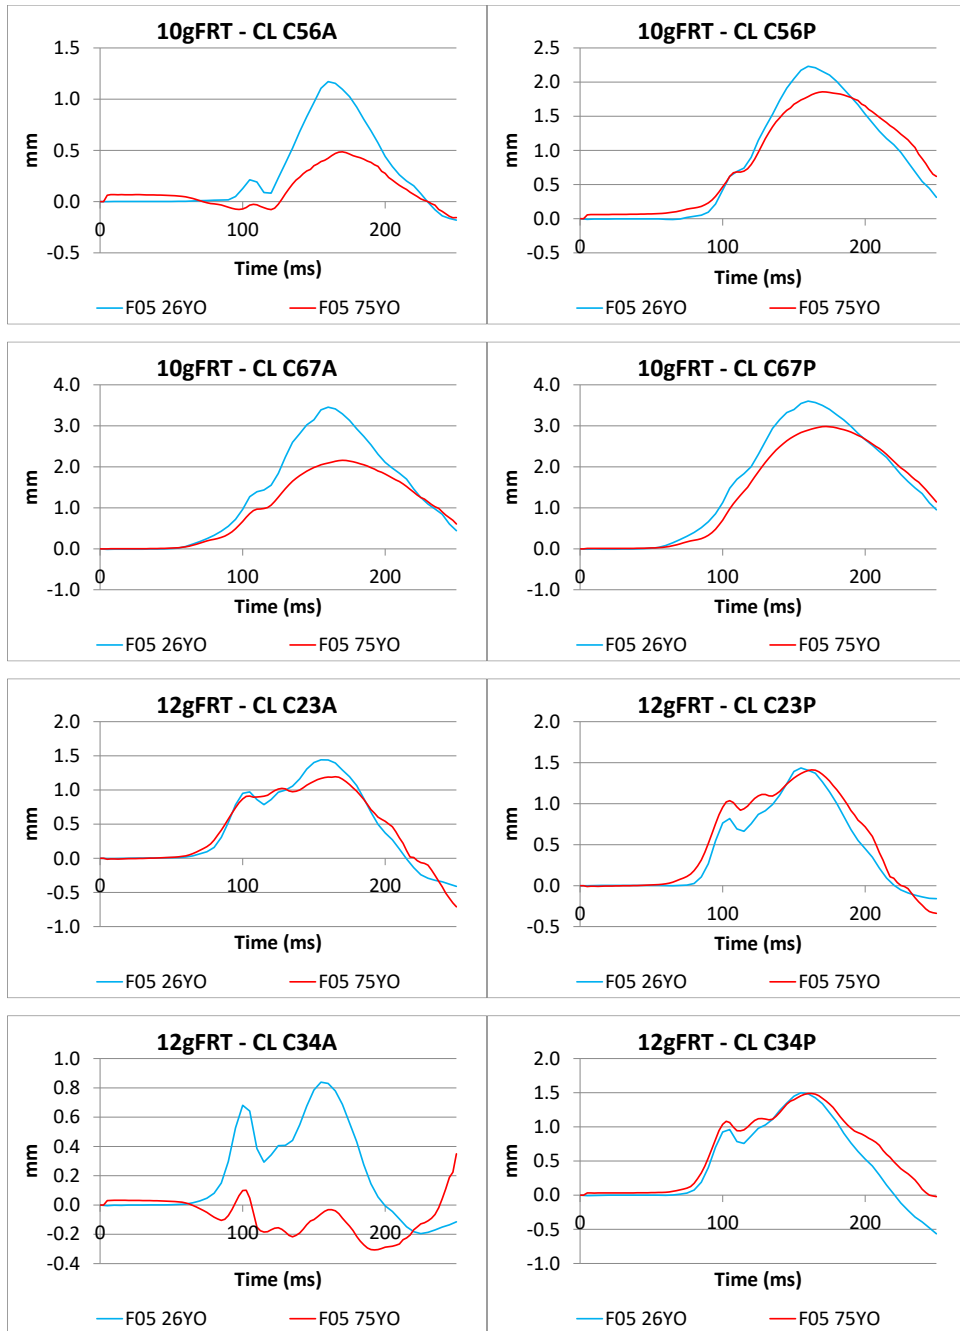 10gFRT - CL C56A
1.5
1.0
0.5
0.0
-0.5
mm
0
100
200
Time (ms)
F05 26YO
F05 75YO
10gFRT - CL C56P
2.5
2.0
1.5
1.0
0.5
0.0
-0.5
mm
0
100
200
Time (ms)
F05 26YO
F05 75YO
10gFRT - CL C67A
4.0
3.0
2.0
1.0
0.0
-1.0
mm
0
100
200
Time (ms)
F05 26YO
F05 75YO
10gFRT - CL C67P
4.0
3.0
2.0
1.0
0.0
-1.0
mm
0
100
200
Time (ms)
F05 26YO
F05 75YO
12gFRT - CL C23A
2.0
1.5
1.0
0.5
0.0
-0.5
-1.0
mm
0
100
200
Time (ms)
F05 26YO
F05 75YO
12gFRT - CL C23P
2.0
1.5
1.0
0.5
0.0
-0.5
mm
0
100
200
Time (ms)
F05 26YO
F05 75YO
12gFRT - CL C34A
1.0
0.8
0.6
0.4
0.2
0.0
-0.2
-0.4
mm
0
100
200
Time (ms)
F05 26YO
F05 75YO
12gFRT - CL C34P
2.0
1.5
1.0
0.5
0.0
-0.5
-1.0
mm
0
100
200
Time (ms)
F05 26YO
F05 75YO